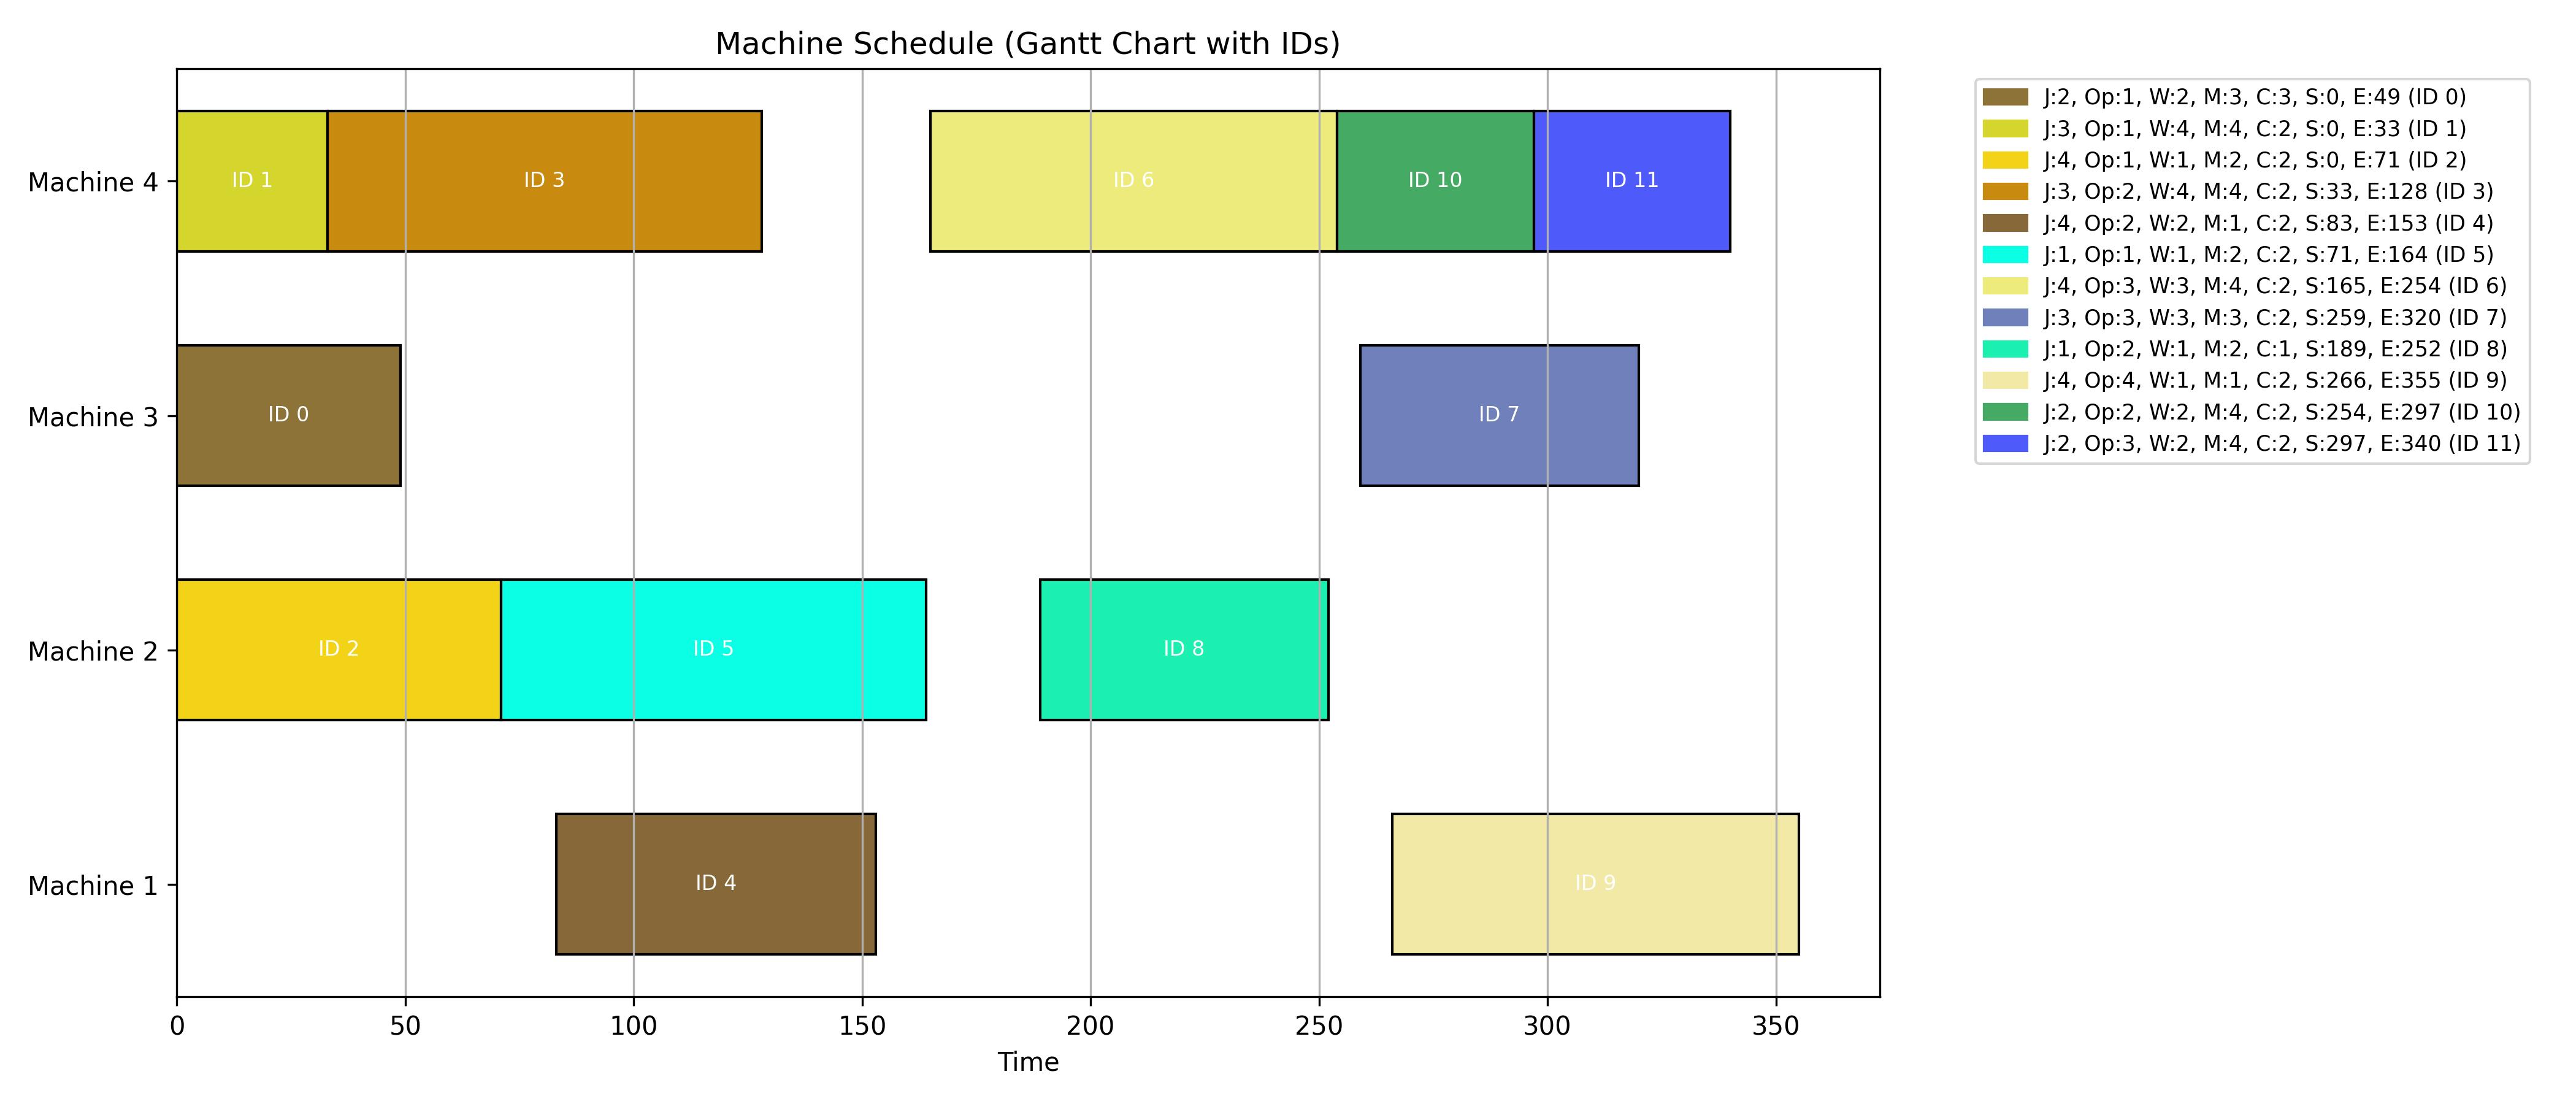 Machine Schedule (Gantt Chart with IDs)
Machine 4
ID 1
ID 3
ID 6
ID 10
ID 11
Machine 3
ID 0
ID 7
Machine 2
ID 2
ID 5
ID 8
Machine 1
ID 4
ID 9
0 50 100 150 200 250 300 350
Time
J:2, Op:1, W:2, M:3, C:3, S:0, E:49 (ID 0)
J:3, Op:1, W:4, M:4, C:2, S:0, E:33 (ID 1)
J:4, Op:1, W:1, M:2, C:2, S:0, E:71 (ID 2)
J:3, Op:2, W:4, M:4, C:2, S:33, E:128 (ID 3)
J:4, Op:2, W:2, M:1, C:2, S:83, E:153 (ID 4)
J:1, Op:1, W:1, M:2, C:2, S:71, E:164 (ID 5)
J:4, Op:3, W:3, M:4, C:2, S:165, E:254 (ID 6)
J:3, Op:3, W:3, M:3, C:2, S:259, E:320 (ID 7)
J:1, Op:2, W:1, M:2, C:1, S:189, E:252 (ID 8)
J:4, Op:4, W:1, M:1, C:2, S:266, E:355 (ID 9)
J:2, Op:2, W:2, M:4, C:2, S:254, E:297 (ID 10)
J:2, Op:3, W:2, M:4, C:2, S:297, E:340 (ID 11)